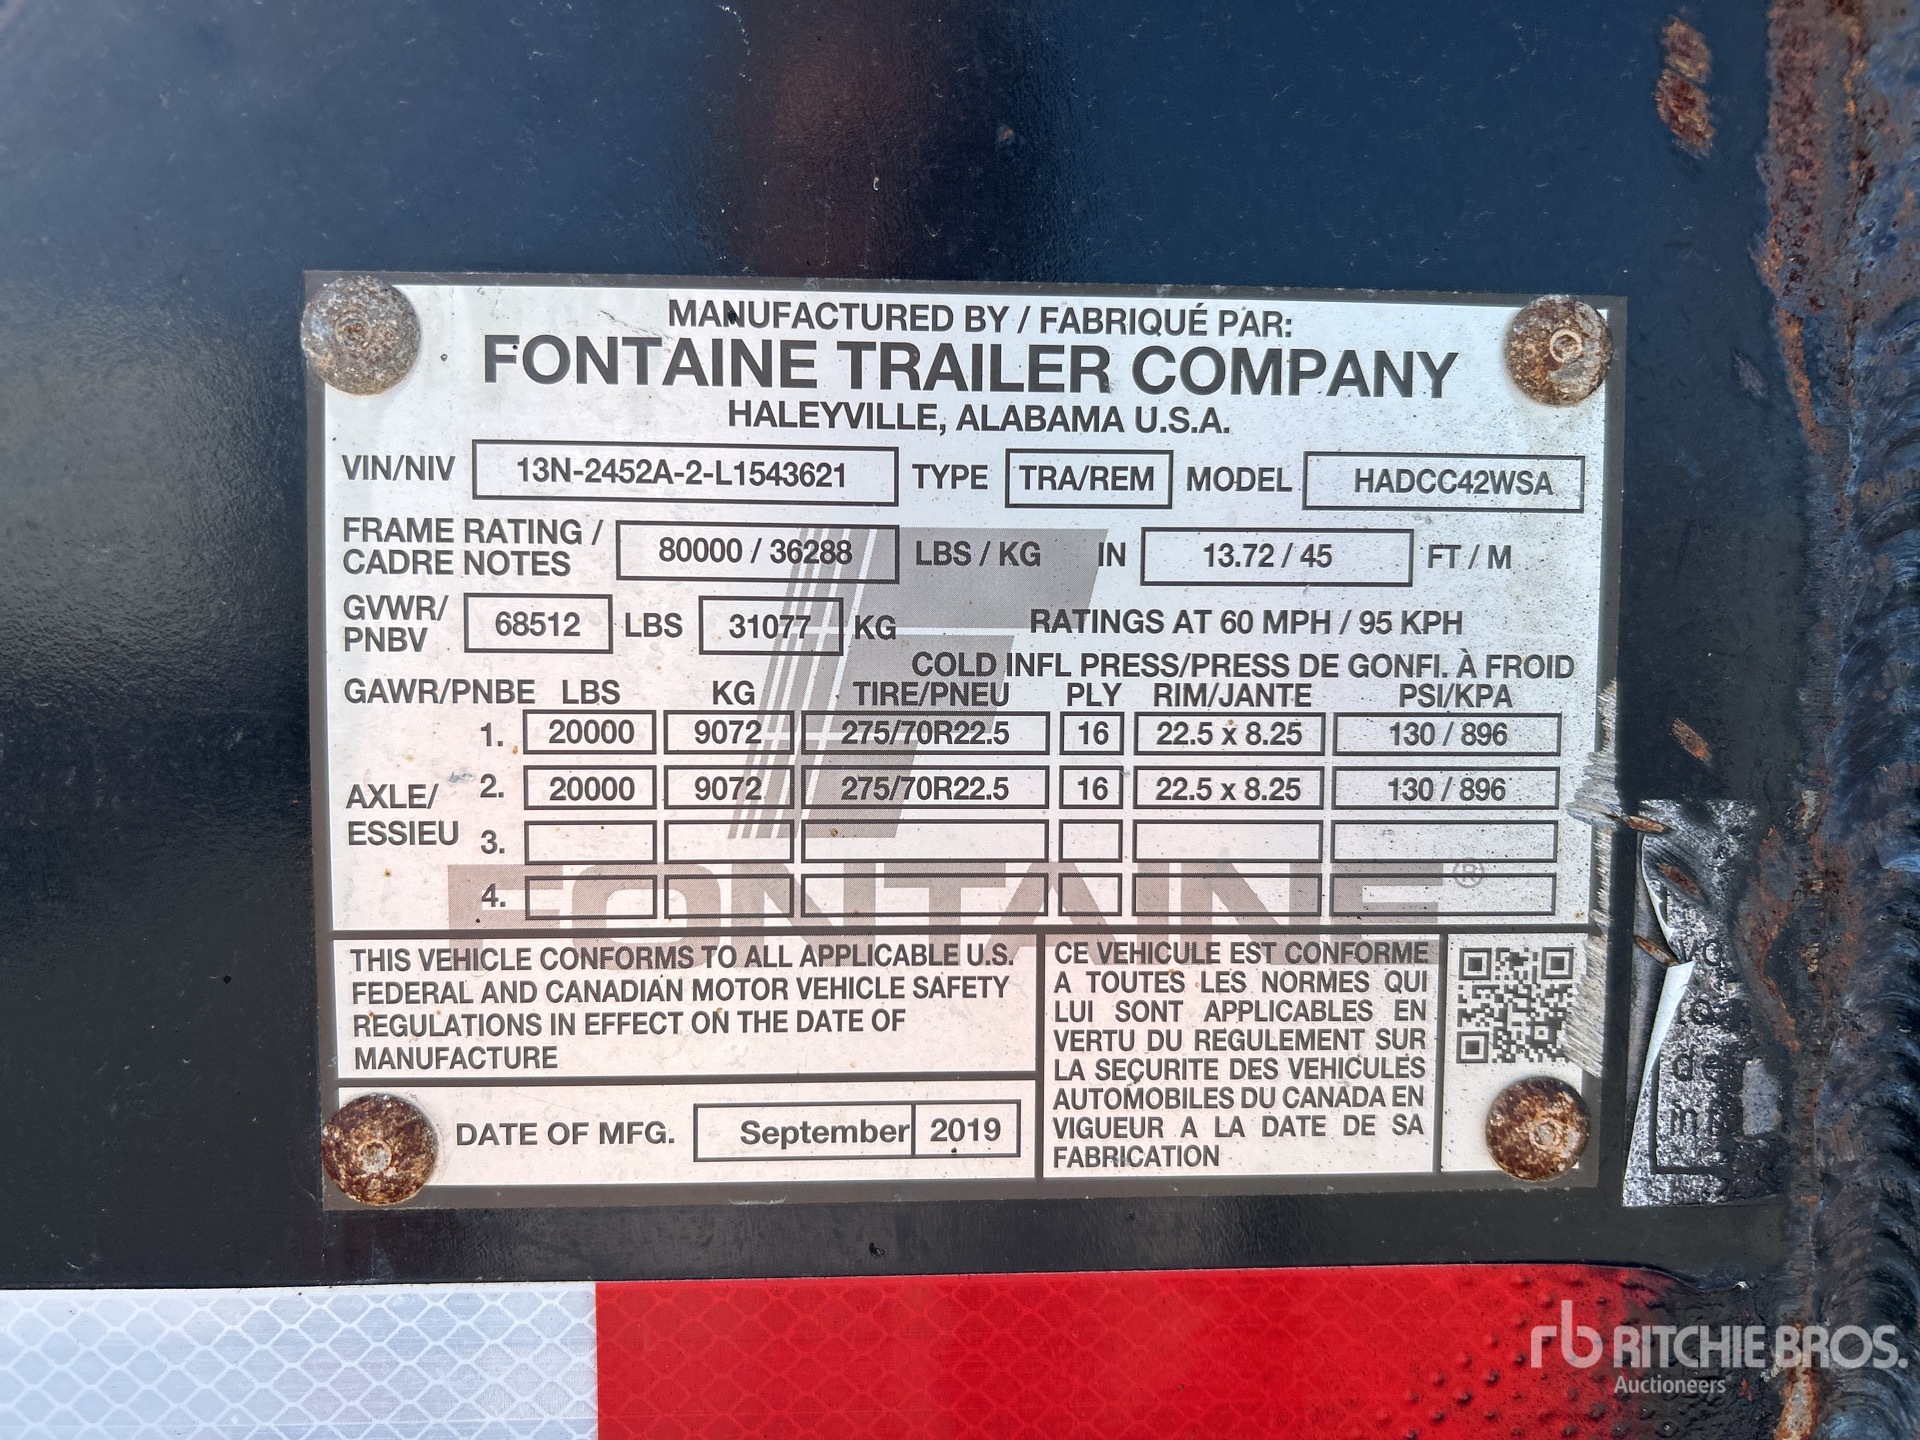 MANUFACTURED BY / FABRIQUÉ PAR:
FONTAINE TRAILER COMPANY
HALEYVILLE, ALABAMA U.S.A.
VIN/NIV 13N-2452A-2-L1543621 TYPE TRA/REM MODEL HADCC42WSA
FRAME RATING /
CADRE NOTES 80000 / 36288 LBS / KG IN 13.72 / 45 FT / M
GVWR/
PNBV 68512 LBS 31077 KG RATINGS AT 60 MPH / 95 KPH
COLD INFL PRESS/PRESS DE GONFI. À FROID
GAWR/PNBE LBS KG TIRE/PNEU PLY RIM/JANTE PSI/KPA
1. 20000 9072 275/70R22.5 16 22.5 x 8.25 130 / 896
AXLE/
ESSIEU
2. 20000 9072 275/70R22.5 16 22.5 x 8.25 130 / 896
3.
4.
FONTAINE ®
THIS VEHICLE CONFORMS TO ALL APPLICABLE U.S.
FEDERAL AND CANADIAN MOTOR VEHICLE SAFETY
REGULATIONS IN EFFECT ON THE DATE OF
MANUFACTURE
DATE OF MFG. September 2019
CE VEHICULE EST CONFORME
A TOUTES LES NORMES QUI
LUI SONT APPLICABLES EN
VERTU DU REGULEMENT SUR
LA SECURITE DES VEHICULES
AUTOMOBILES DU CANADA EN
VIGUEUR A LA DATE DE SA
FABRICATION
rb RITCHIE BROS.
Auctioneers